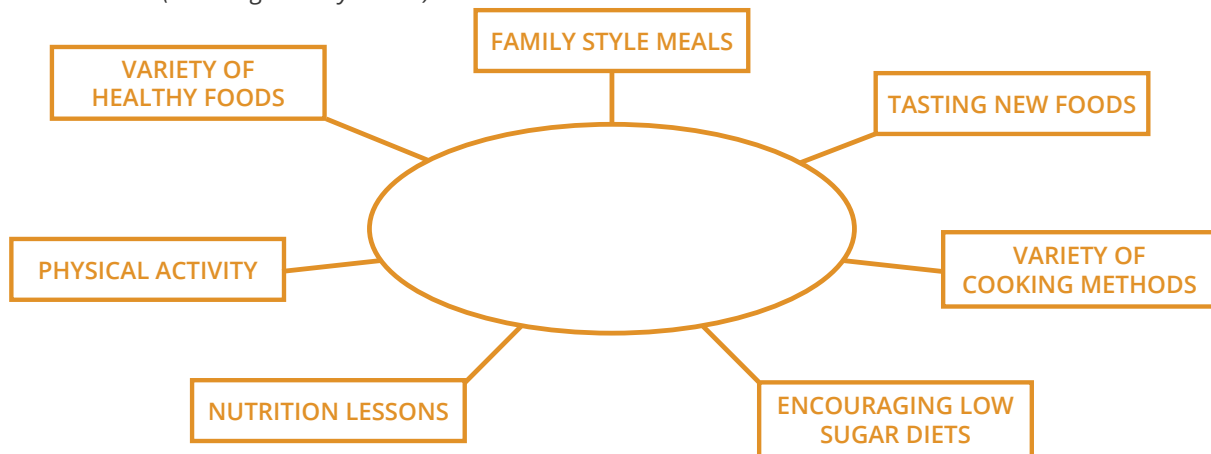 FAMILY STYLE MEALS
VARIETY OF
HEALTHY FOODS
TASTING NEW FOODS
PHYSICAL ACTIVITY
VARIETY OF
COOKING METHODS
NUTRITION LESSONS
ENCOURAGING LOW
SUGAR DIETS